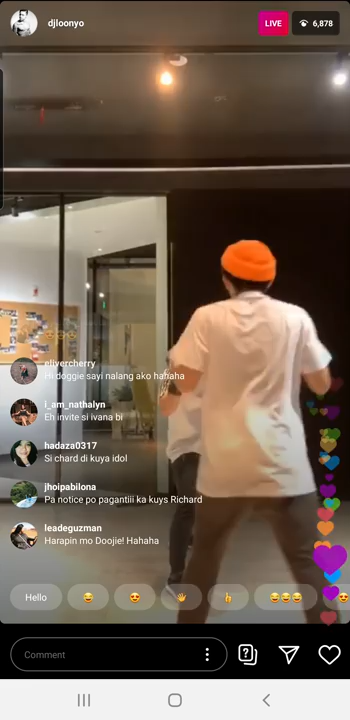 djloonyo
LIVE
6,878
elivercherry
Hi doggie sayi nalang ako hahaha
i_am_nathalyn
Eh invite si ivana bi
hadaza0317
Si chard di kuya idol
jhoipabilona
Pa notice po pagantiii ka kuys Richard
leadeguzman
Harapin mo Doojie! Hahaha
Hello
Comment